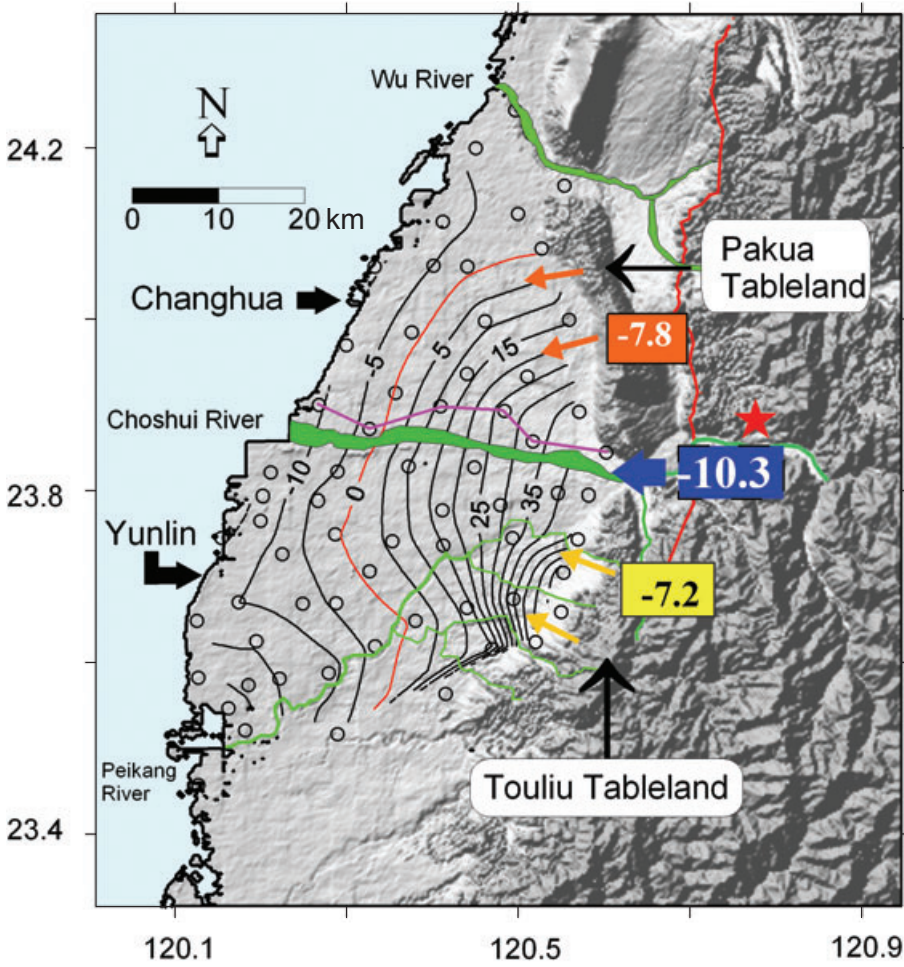 Wu River
24.2
N
0 10 20 km
Pakua
Tableland
Changhua
-5
5
15
-7.8
Choshui River
-10
0
25
35
-10.3
23.8
Yunlin
-7.2
Peikang
River
Touliu Tableland
23.4
120.1
120.5
120.9